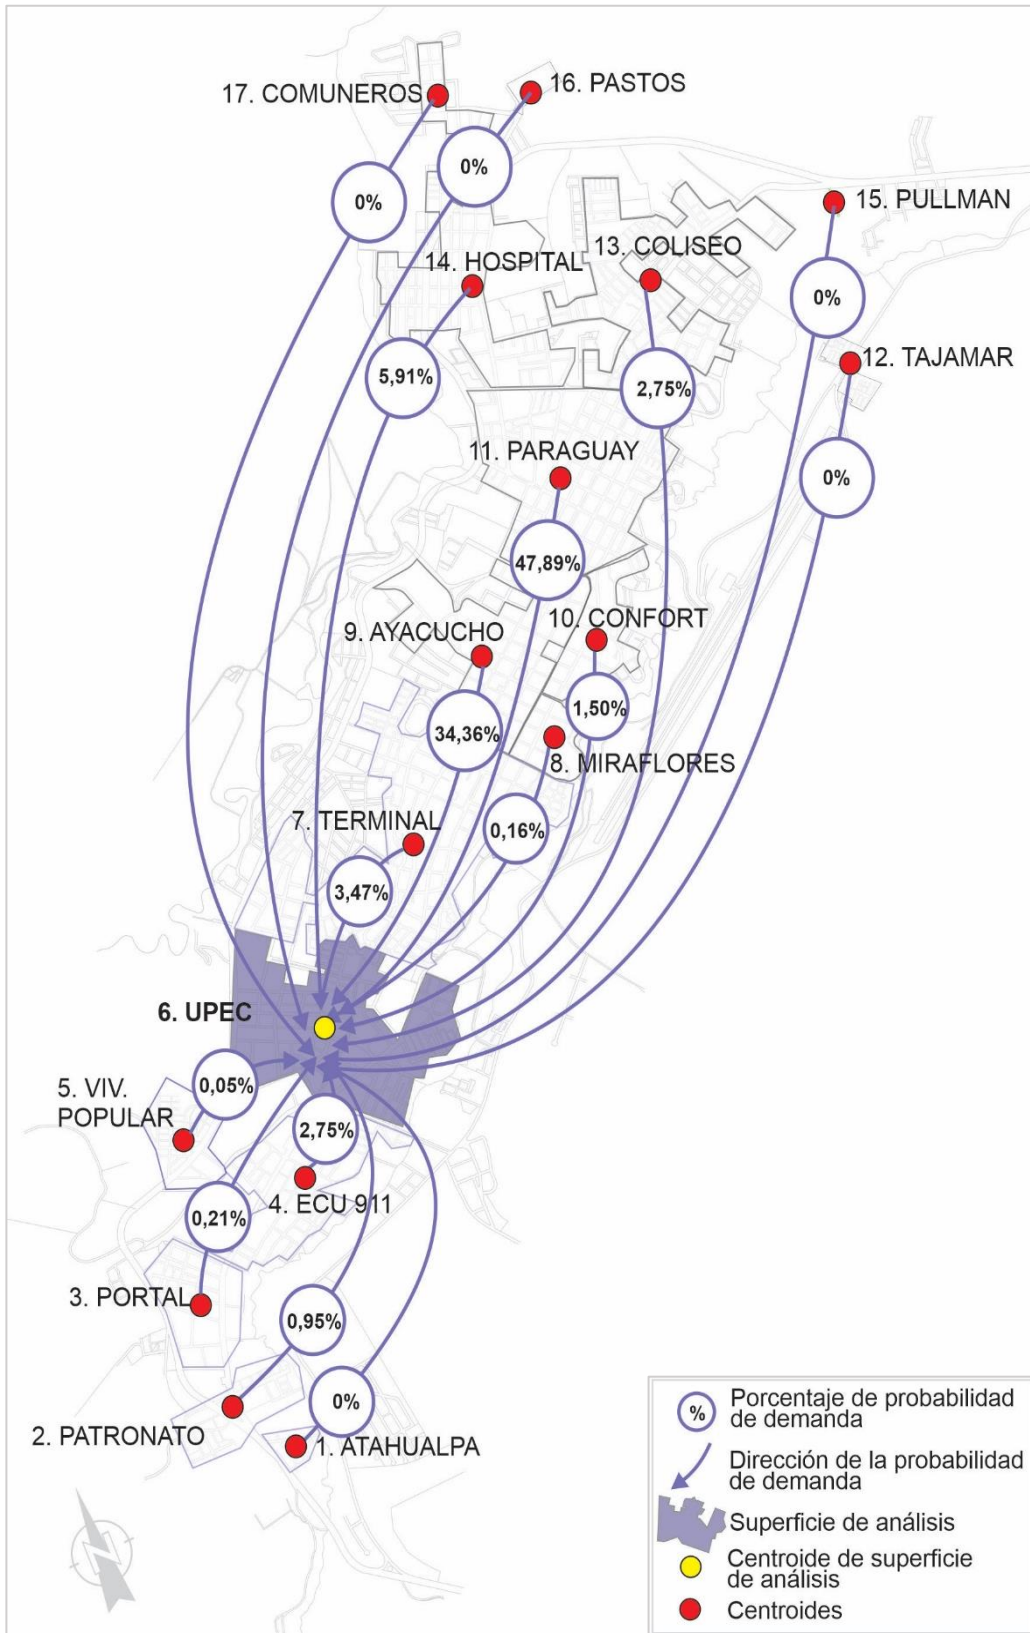 17. COMUNEROS
16. PASTOS
0%
0%
15. PULLMAN
13. COLISEO
14. HOSPITAL
0%
12. TAJAMAR
5,91%
2,75%
11. PARAGUAY
0%
47,89%
10. CONFORT
9. AYACUCHO
1,50%
34,36%
8. MIRAFLORES
7. TERMINAL
0,16%
3,47%
6. UPEC
5. VIV.
POPULAR
0,05%
2,75%
4. ECU 911
0,21%
3. PORTAL
0,95%
0%
2. PATRONATO
1. ATAHUALPA
% Porcentaje de probabilidad
de demanda
Dirección de la probabilidad
de demanda
Superficie de análisis
Centroide de superficie
de análisis
Centroides